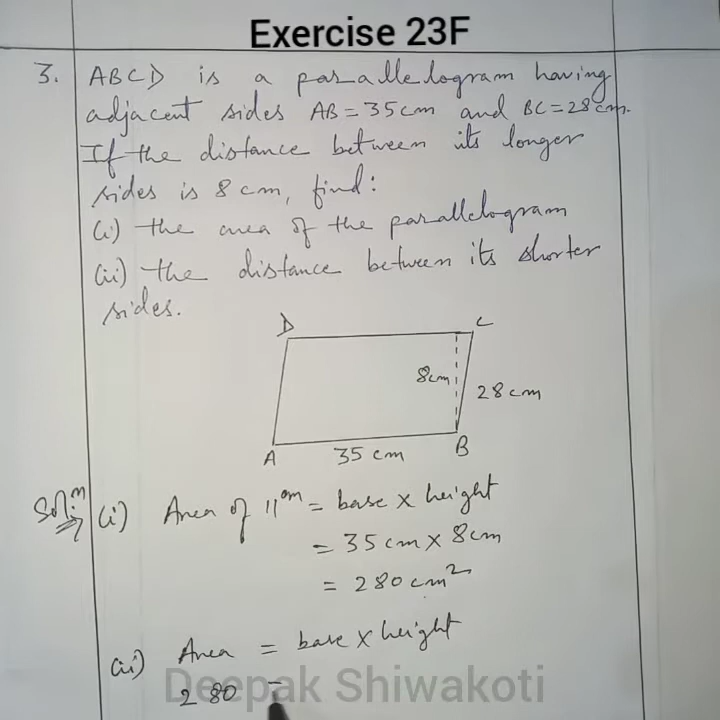 Exercise 23F
3. ABCD is a parallelogram having
adjacent sides AB = 35 cm and BC = 28 cm.
If the distance between its longer
sides is 8 cm, find:
(i) the area of the parallelogram
(ii) the distance between its shorter
sides.
D C
8cm 28 cm
A 35 cm B
Solⁿ (i) Area of ||gm = base × height
= 35 cm × 8 cm
= 280 cm²
(ii) Area = base × height
280 =
Deepak Shiwakoti